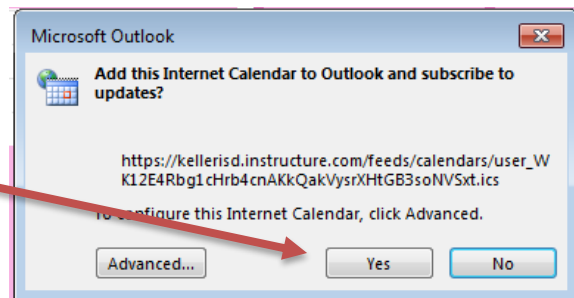 Microsoft Outlook
Add this Internet Calendar to Outlook and subscribe to
updates?
https://kellerisd.instructure.com/feeds/calendars/user_W
K12E4Rbg1cHrb4cnAKkQakVysrXHtGB3soNVSxt.ics
To configure this Internet Calendar, click Advanced.
Advanced... Yes No